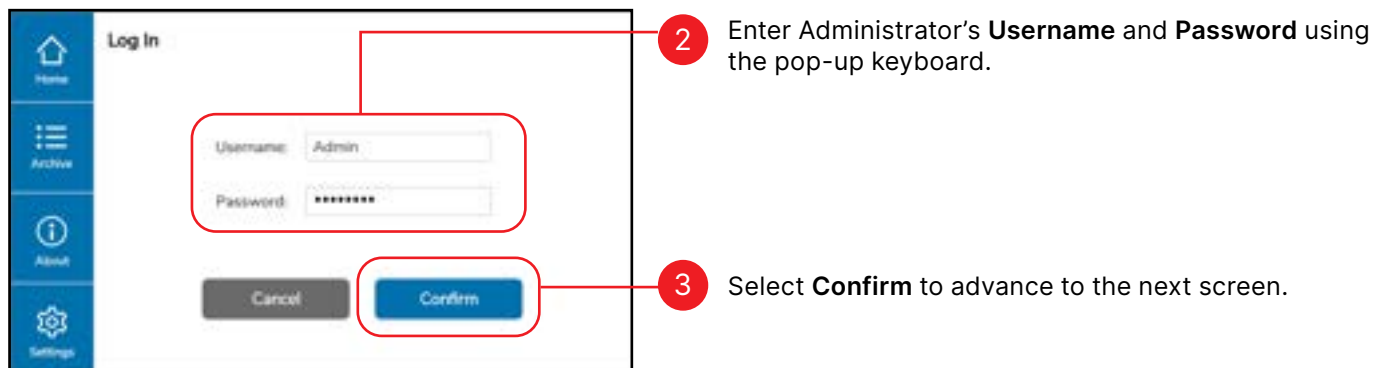 Home
Archive
About
Settings
Log In
Username: Admin
Password: ********
Cancel
Confirm
2
Enter Administrator’s Username and Password using
the pop-up keyboard.
3
Select Confirm to advance to the next screen.